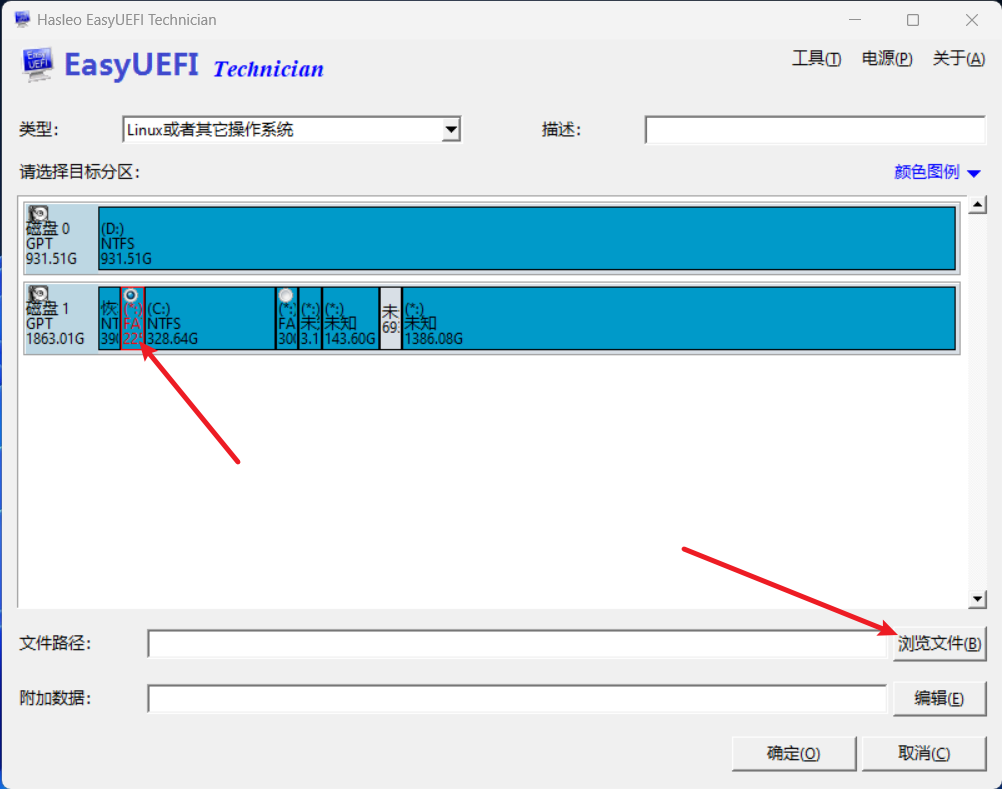 Hasleo EasyUEFI Technician
EasyUEFI Technician
工具(T) 电源(P) 关于(A)
类型: Linux或者其它操作系统 描述:
请选择目标分区: 颜色图例
磁盘 0
GPT
931.51G
(D:)
NTFS
931.51G
磁盘 1
GPT
1863.01G
恢
NT
390
(*:)
FA
(C:)
NTFS
328.64G
(*:)
FA
300
(*:)
未
3.1
(*:)
未知
143.60G
未
69
(*:)
未知
1386.08G
文件路径: 浏览文件(B)
附加数据: 编辑(E)
确定(O) 取消(C)